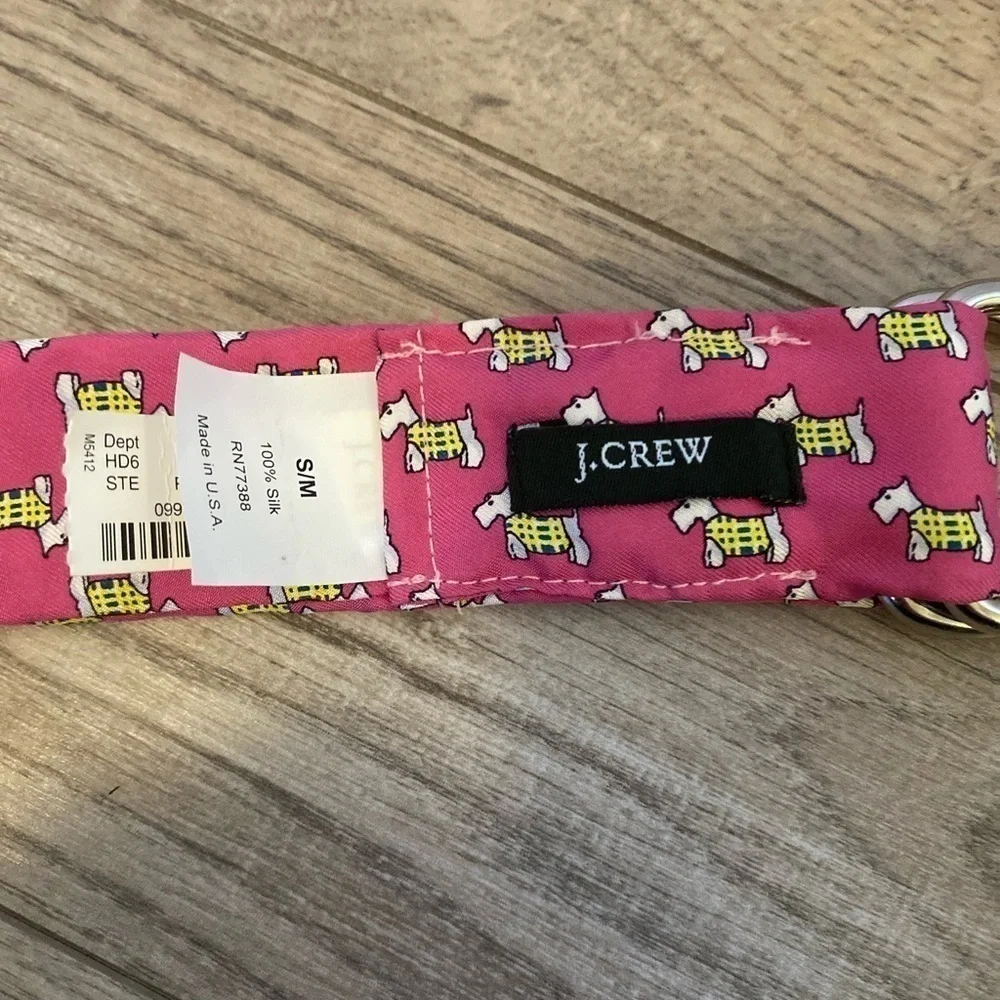 Dept
HD6
STE
M5412
099
S/M
100% Silk
RN77388
Made in U.S.A.
J.CREW